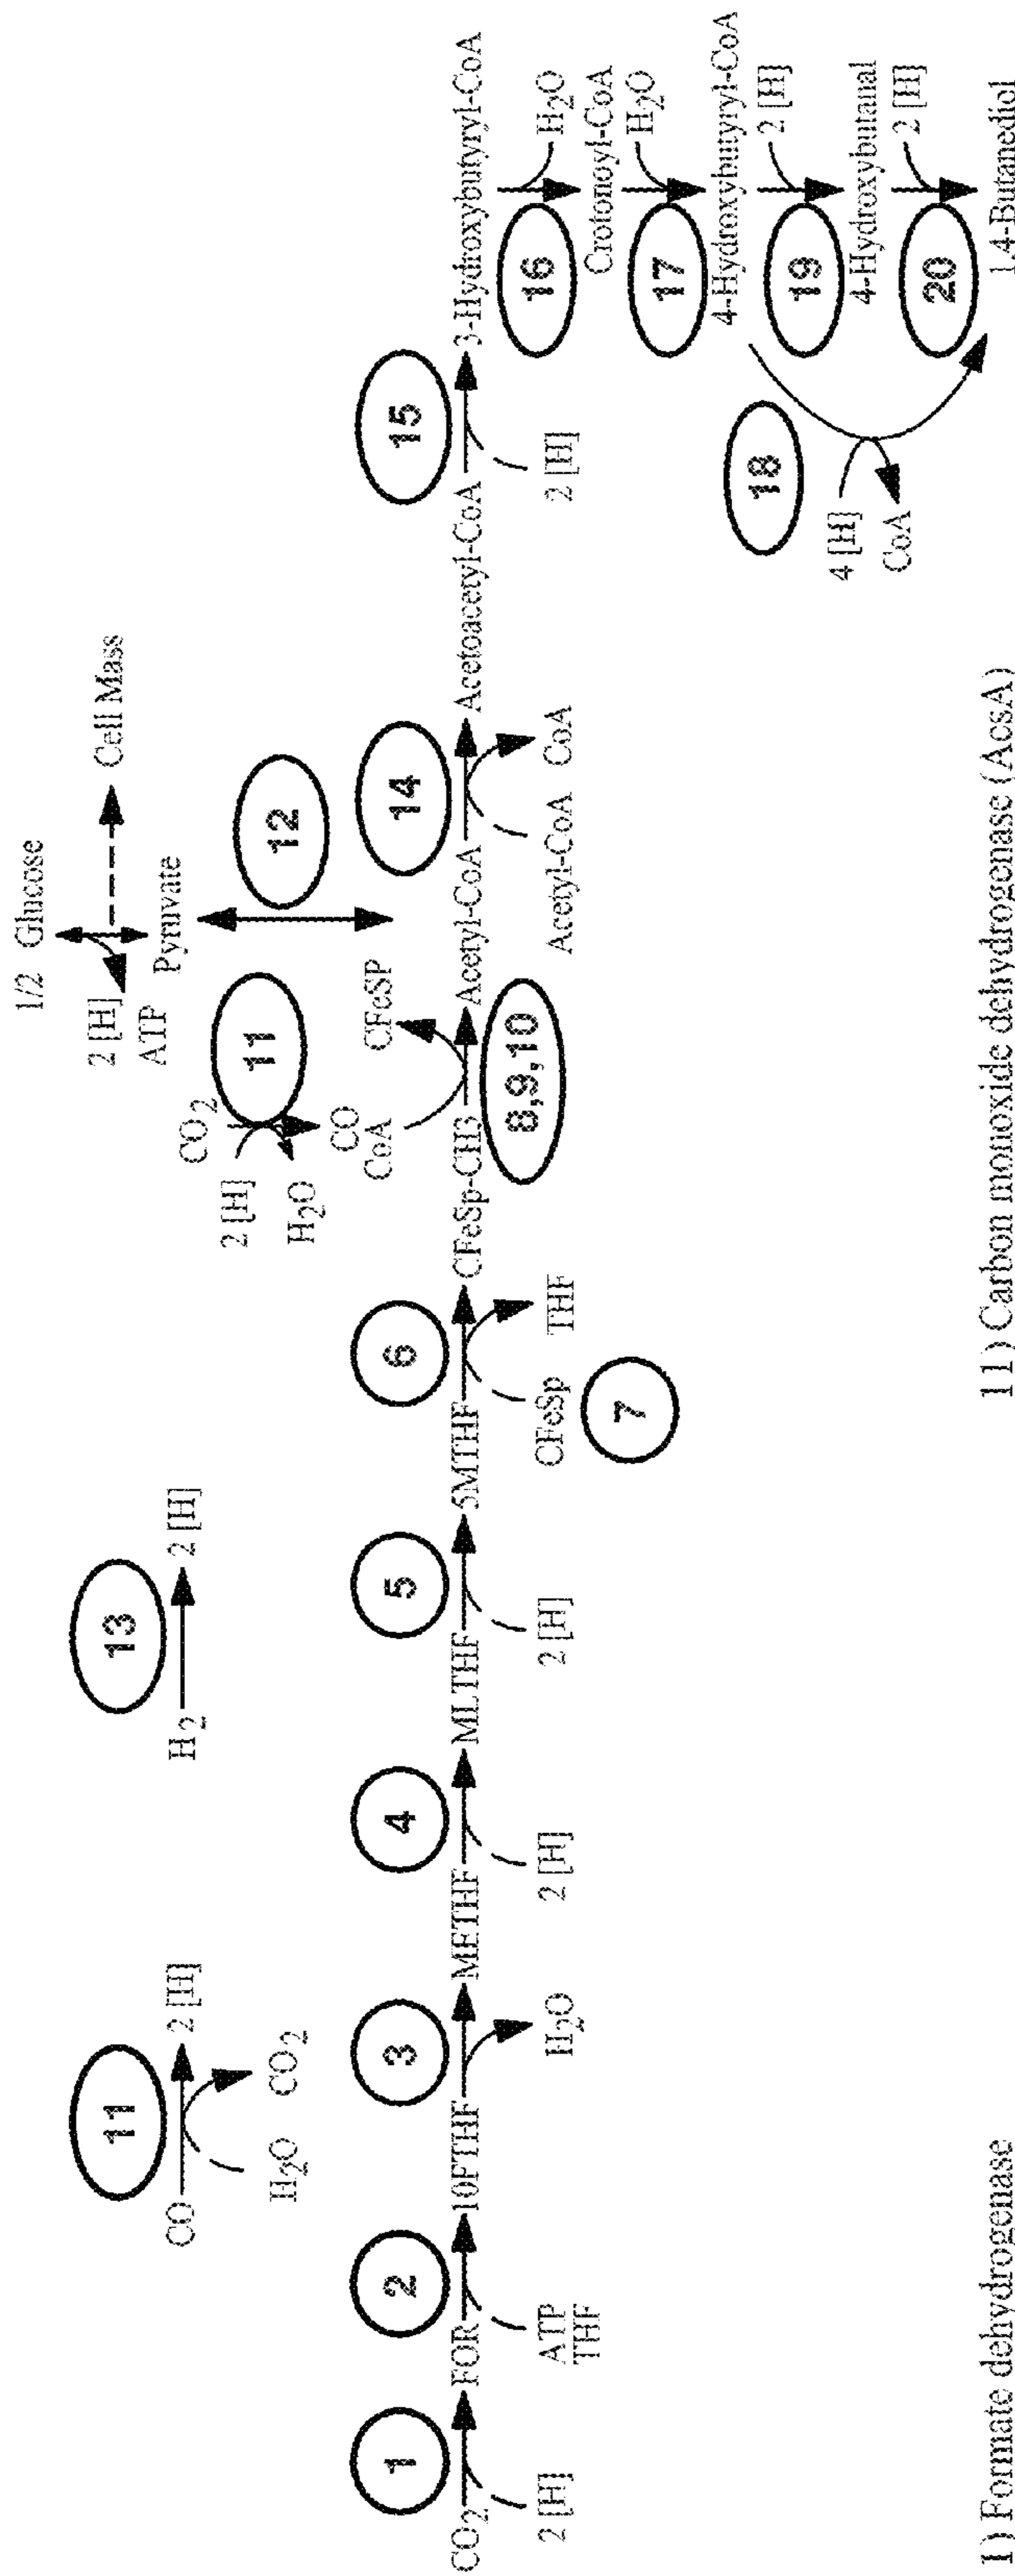 1/2 Glucose
2 [H]
ATP
Pyruvate
Cell Mass
11
CO
2 [H]
H2O
CO2
13
H2
2 [H]
CO2
11
2 [H]
H2O
CO
CoA
CFeSP
12
1
2
3
4
5
6
14
15
CO2
FOR
10FTHF
METHF
MLTHF
5MTHF
CFeSp-CH3
Acetyl-CoA
Acetoacetyl-CoA
3-Hydroxybutyryl-CoA
2 [H]
ATP
THF
H2O
2 [H]
2 [H]
CFeSp
THF
7
8,9,10
Acetyl-CoA
CoA
2 [H]
16
H2O
Crotonoyl-CoA
17
H2O
4-Hydroxybutyryl-CoA
18
4 [H]
CoA
19
2 [H]
4-Hydroxybutanal
20
2 [H]
1,4-Butanediol
1) Formate dehydrogenase
11) Carbon monoxide dehydrogenase (AcsA)